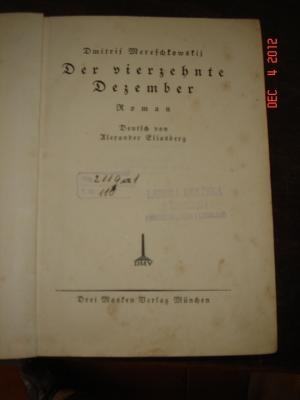 Dmitrij Mereschkowskij
Der vierzehnte
Dezember
Roman
Deutsch von
Alexander Eliasberg
DMV
Drei Masken Verlag München
DEC 4 2012